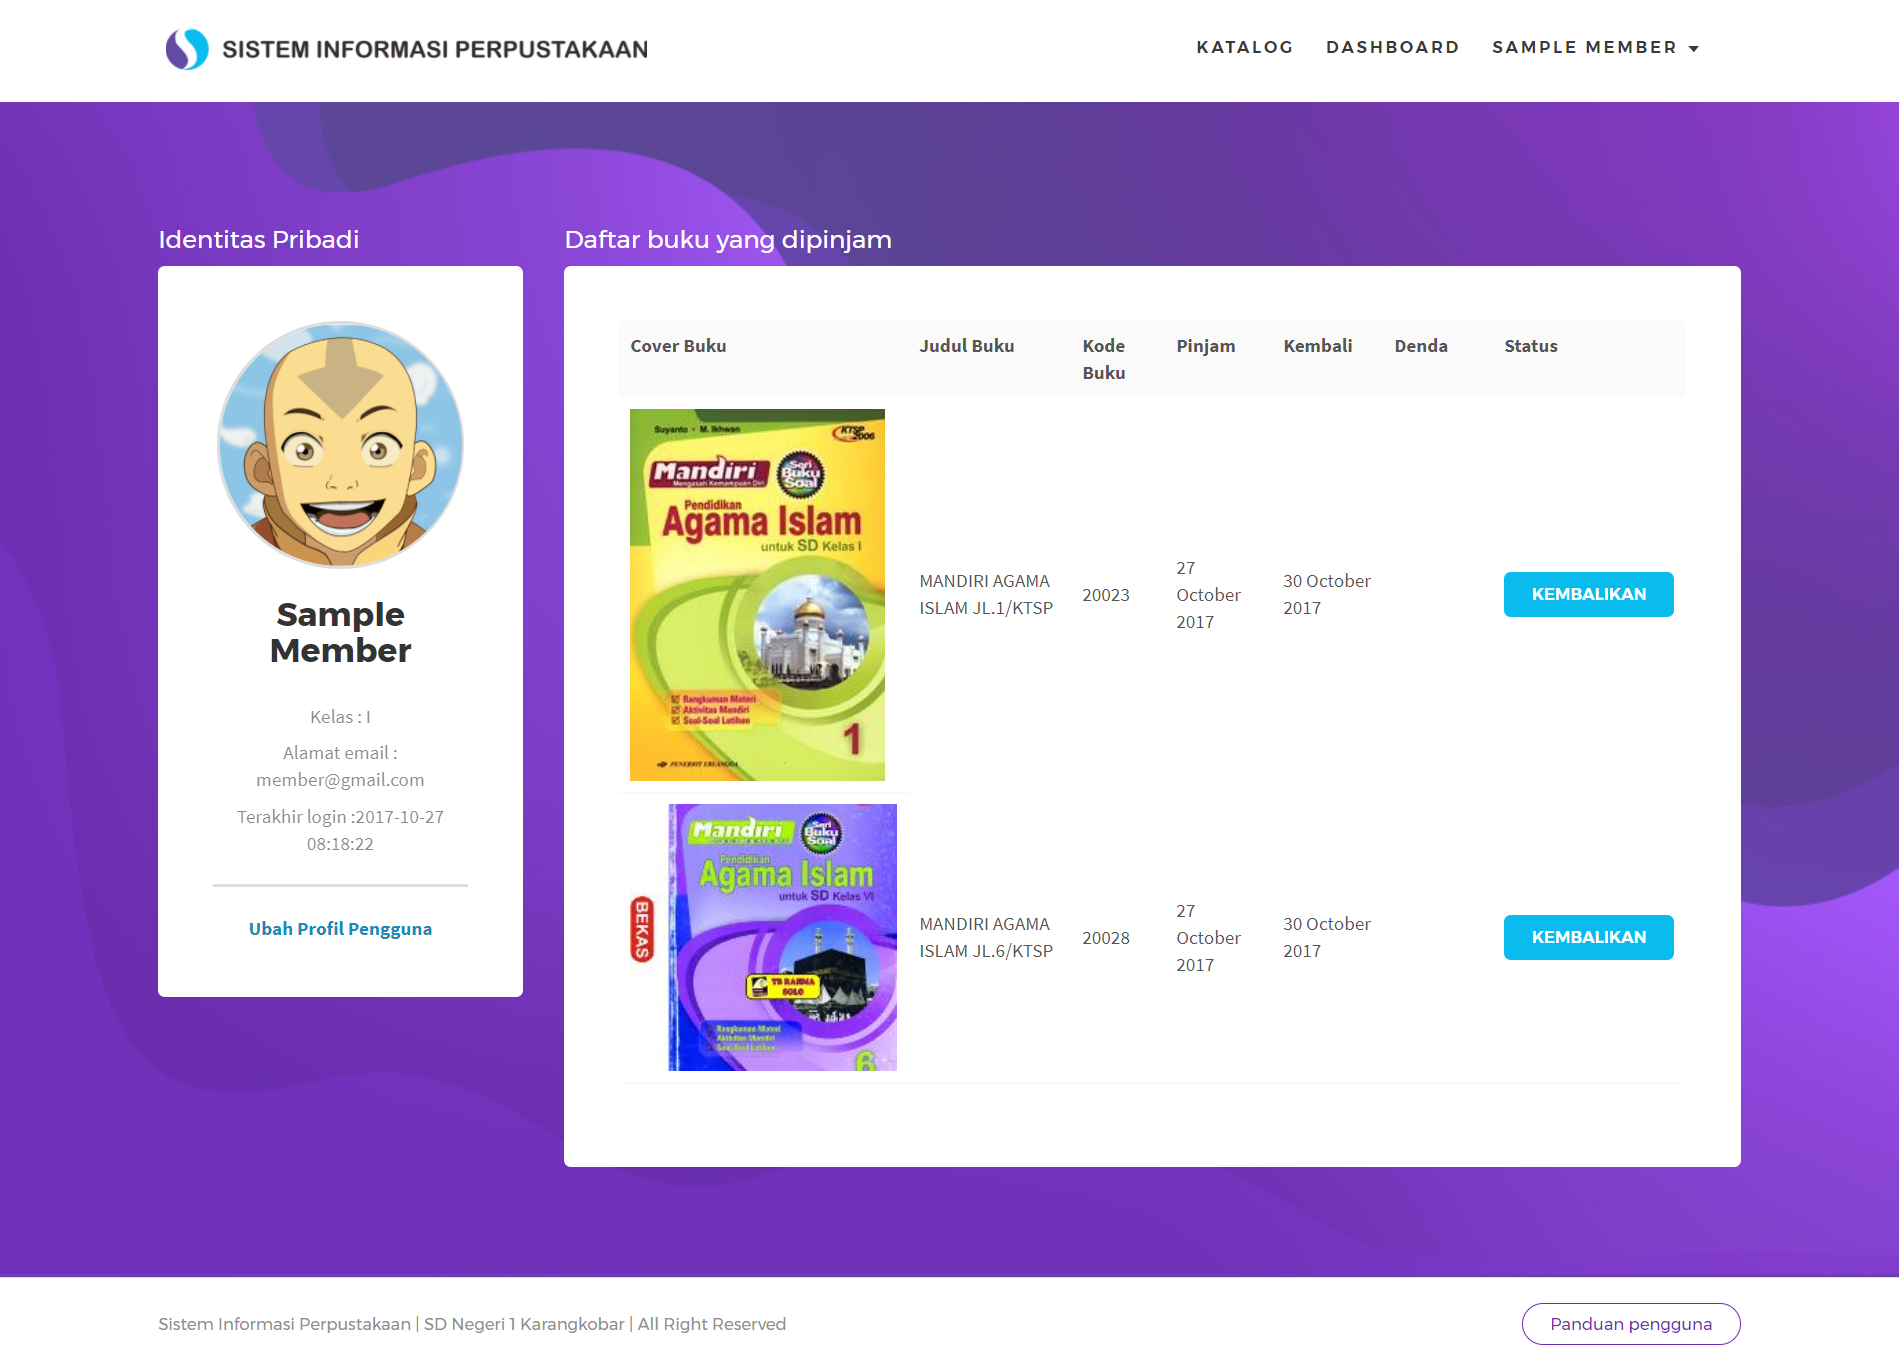 SISTEM INFORMASI PERPUSTAKAAN
KATALOG
DASHBOARD
SAMPLE MEMBER
Identitas Pribadi
Sample
Member
Kelas : I
Alamat email :
member@gmail.com
Terakhir login :2017-10-27
08:18:22
Ubah Profil Pengguna
Daftar buku yang dipinjam
Cover Buku
Judul Buku
Kode
Buku
Pinjam
Kembali
Denda
Status
Suyanto - M. Ikhwan
KTSP
2006
Mandiri
Mengasah Kemampuan Diri
Seri
Buku
Soal
Pendidikan
Agama Islam
untuk SD Kelas I
Rangkuman Materi
Aktivitas Mandiri
Soal-Soal Latihan
1
PENERBIT ERLANGGA
MANDIRI AGAMA
ISLAM JL.1/KTSP
20023
27
October
2017
30 October
2017
KEMBALIKAN
BEKAS
Mandiri
Seri
Buku
Soal
Pendidikan
Agama Islam
untuk SD Kelas VI
TB RAHMA
SOLO
Rangkuman Materi
Aktivitas Mandiri
Soal-Soal Latihan
6
MANDIRI AGAMA
ISLAM JL.6/KTSP
20028
27
October
2017
30 October
2017
KEMBALIKAN
Sistem Informasi Perpustakaan | SD Negeri 1 Karangkobar | All Right Reserved
Panduan pengguna